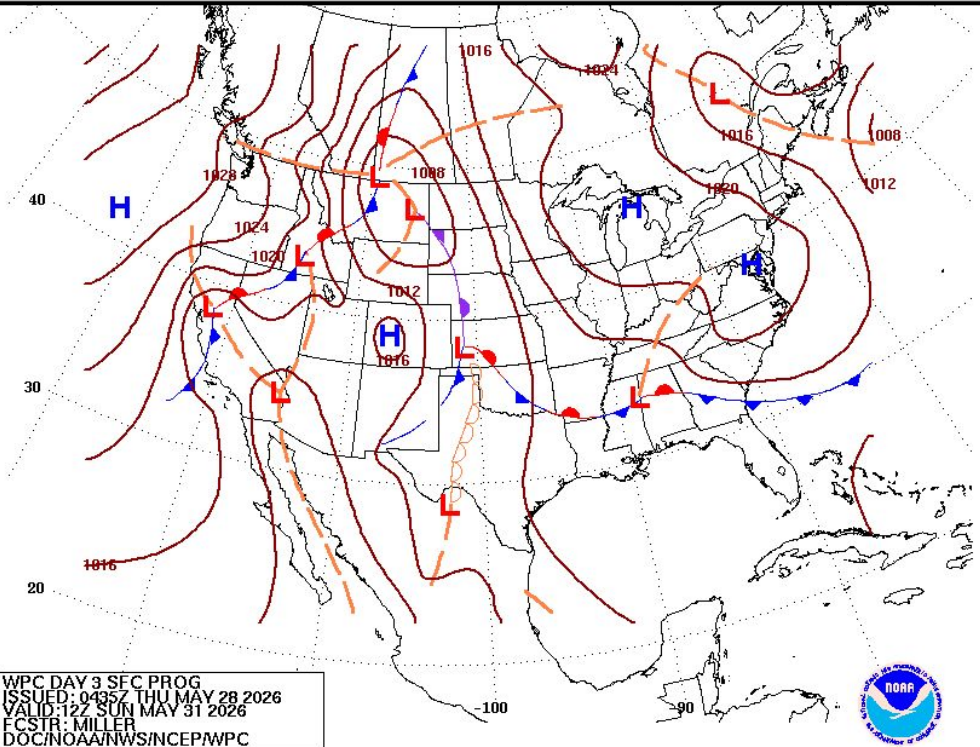 1016
1024
L
1016
1008
L
1008
1012
1028
1020
40
H
L
H
1024
L
1020
L
H
1012
L
H
1016
L
30
L
L
L
1016
20
-100
-90
WPC DAY 3 SFC PROG
ISSUED: 0435Z THU MAY 28 2026
VALID:12Z SUN MAY 31 2026
FCSTR: MILLER
DOC/NOAA/NWS/NCEP/WPC
NOAA